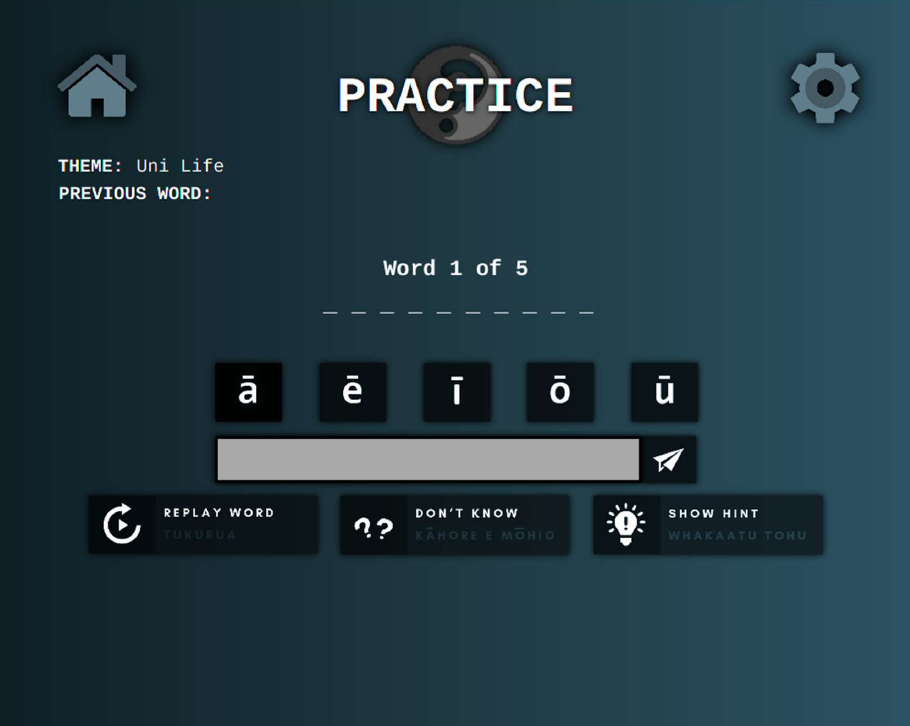 PRACTICE
THEME: Uni Life
PREVIOUS WORD:
Word 1 of 5
_ _ _ _ _ _ _ _ _ _
ā ē ī ō ū
REPLAY WORD
TUKURUA
DON'T KNOW
KĀHORE E MŌHIO
SHOW HINT
WHAKAATU TOHU